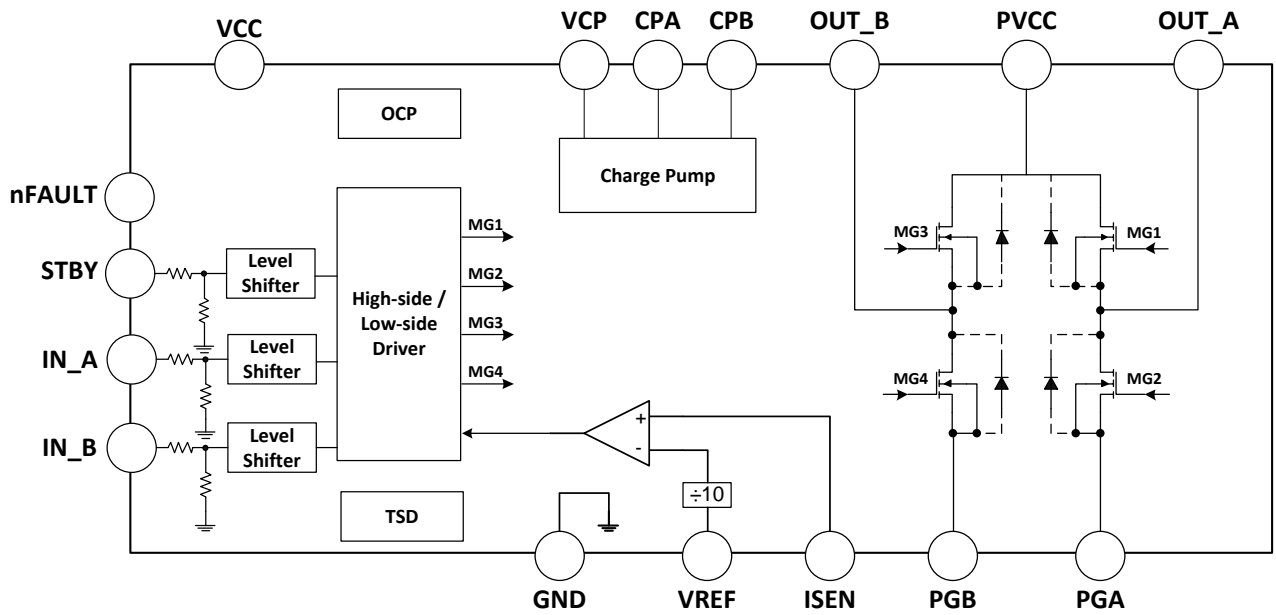 VCC
VCP
CPA
CPB
OUT_B
PVCC
OUT_A
OCP
Charge Pump
nFAULT
STBY
IN_A
IN_B
Level
Shifter
Level
Shifter
Level
Shifter
High-side /
Low-side
Driver
MG1
MG2
MG3
MG4
MG3
MG1
MG4
MG2
+
-
÷10
TSD
GND
VREF
ISEN
PGB
PGA